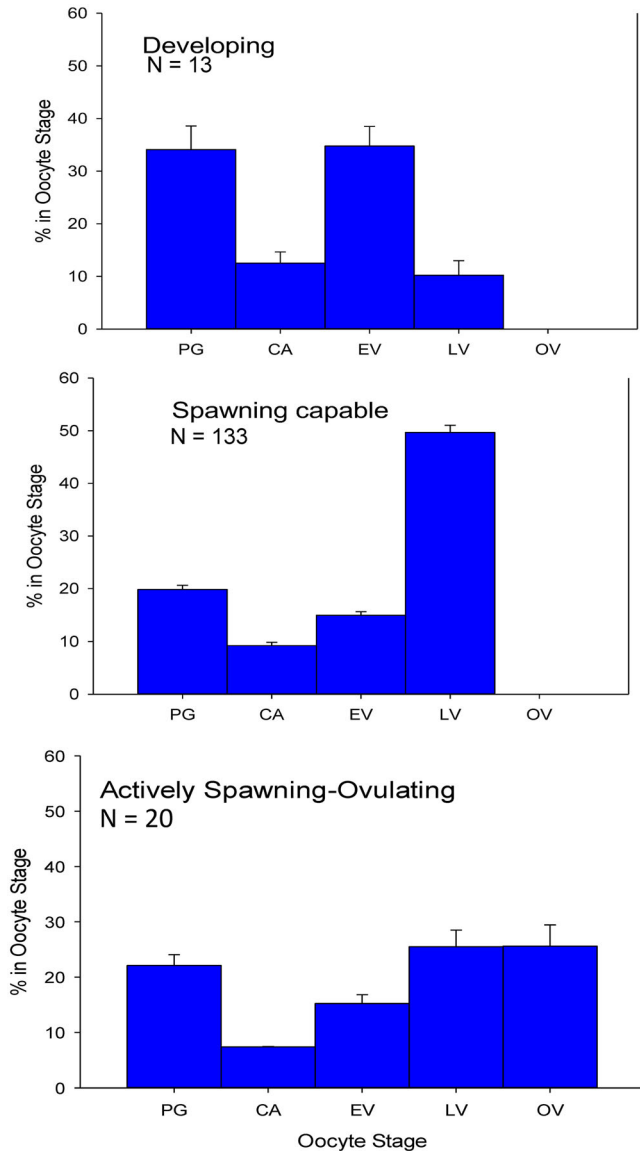 60
Developing
N = 13
50
40
30
20
10
0
% in Oocyte Stage
PG CA EV LV OV
60
Spawning capable
N = 133
50
40
30
20
10
0
% in Oocyte Stage
PG CA EV LV OV
60
Actively Spawning-Ovulating
N = 20
50
40
30
20
10
0
% in Oocyte Stage
PG CA EV LV OV
Oocyte Stage